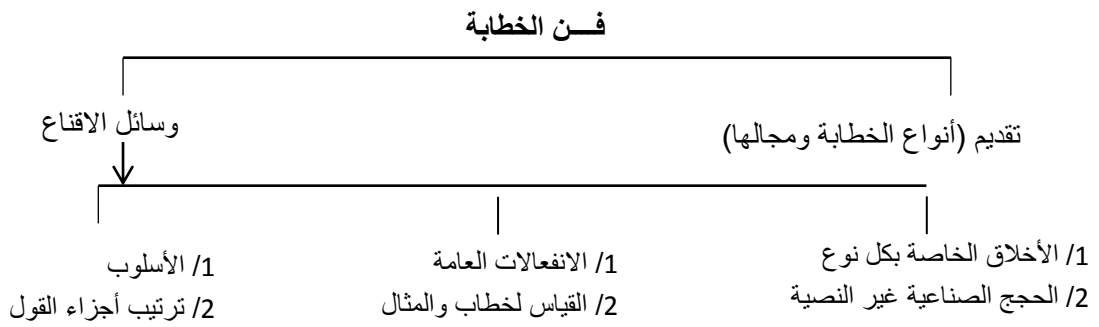 فـــن الخطابة
تقديم (أنواع الخطابة ومجالها)
وسائل الاقناع
1/ الأخلاق الخاصة بكل نوع
2/ الحجج الصناعية غير النصية
1/ الانفعالات العامة
2/ القياس لخطاب والمثال
1/ الأسلوب
2/ ترتيب أجزاء القول